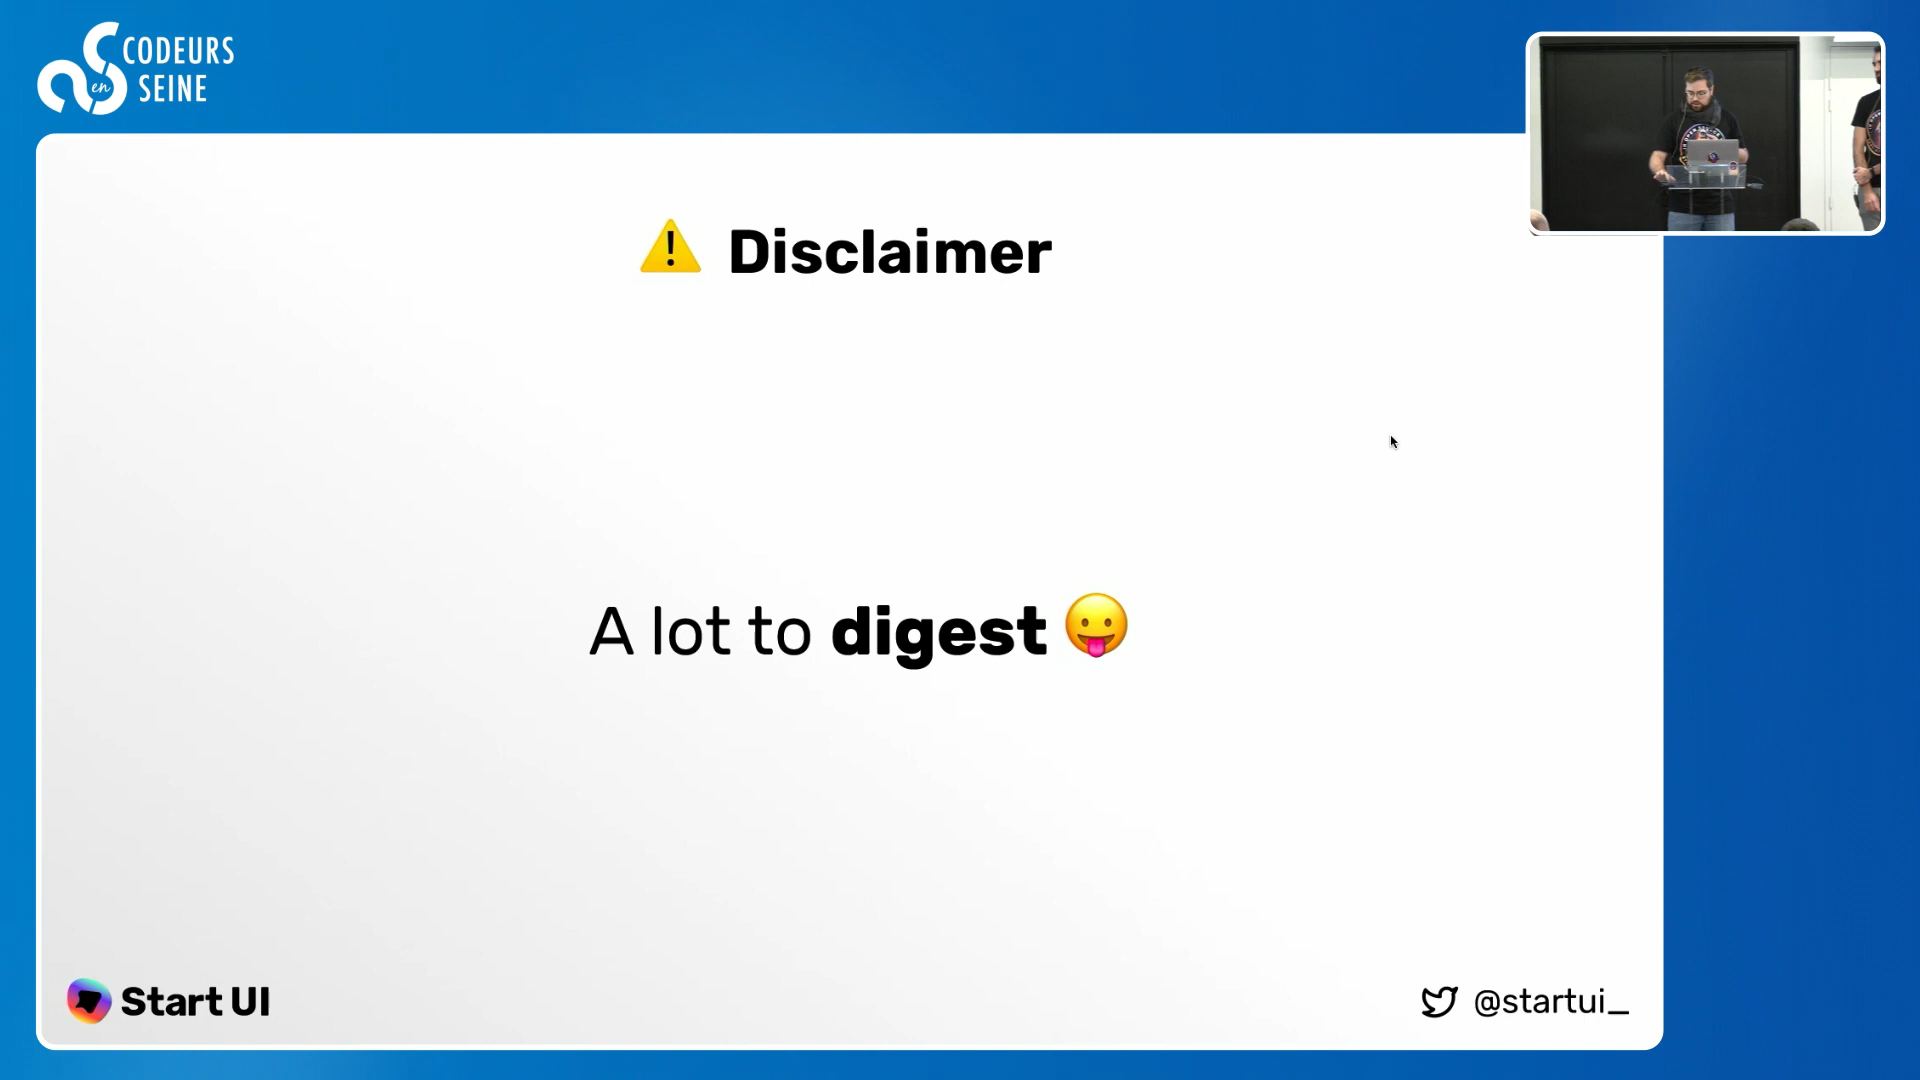 CODEURS
en
SEINE
⚠️ Disclaimer
A lot to digest 😛
Start UI
@startui_